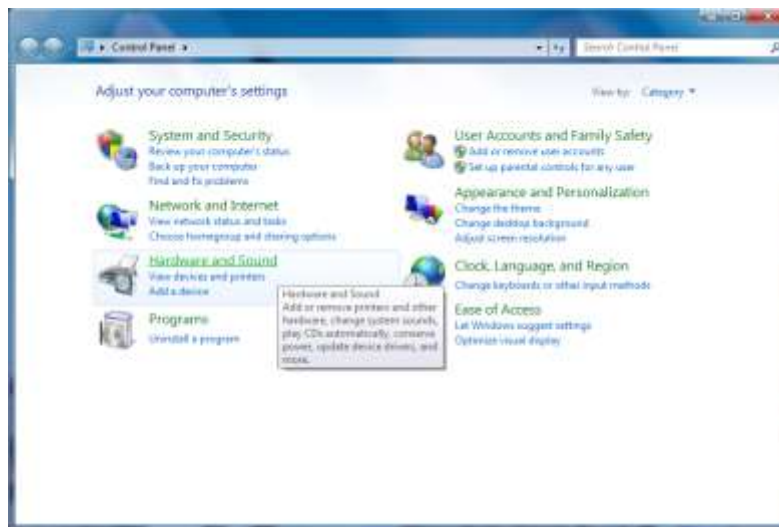 Control Panel
Search Control Panel
Adjust your computer's settings
View by: Category
System and Security
Review your computer's status
Back up your computer
Find and fix problems
Network and Internet
View network status and tasks
Choose homegroup and sharing options
Hardware and Sound
View devices and printers
Add a device
Programs
Uninstall a program
User Accounts and Family Safety
Add or remove user accounts
Set up parental controls for any user
Appearance and Personalization
Change the theme
Change desktop background
Adjust screen resolution
Clock, Language, and Region
Change keyboards or other input methods
Ease of Access
Let Windows suggest settings
Optimize visual display
Hardware and Sound
Add or remove printers and other
hardware, change system sounds,
play CDs automatically, conserve
power, update device drivers, and
more.